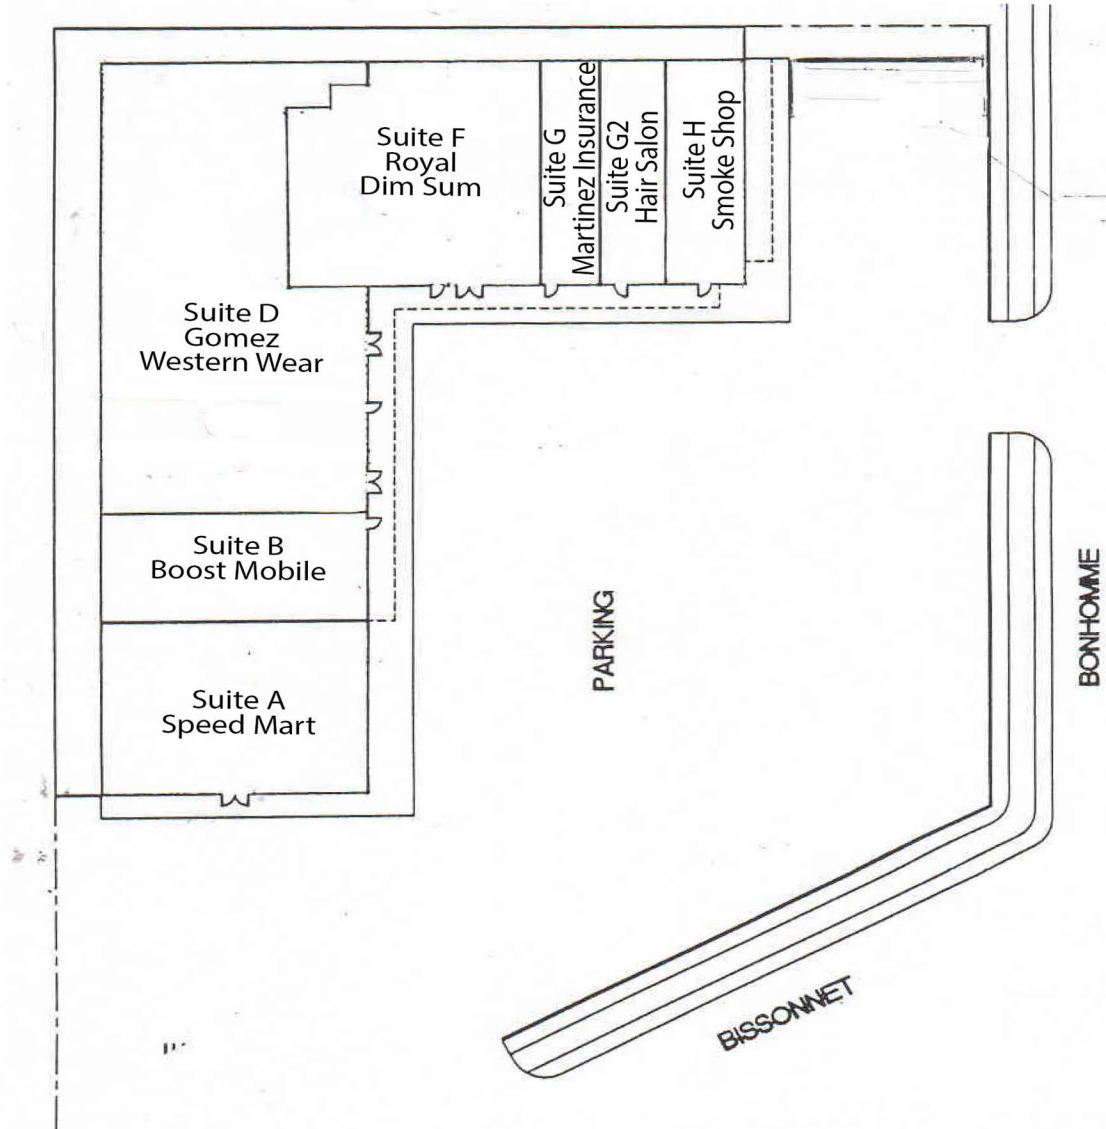 Suite F
Royal
Dim Sum
Suite G
Martinez Insurance
Suite G2
Hair Salon
Suite H
Smoke Shop
Suite D
Gomez
Western Wear
Suite B
Boost Mobile
Suite A
Speed Mart
PARKING
BONHOMME
BISSONNET